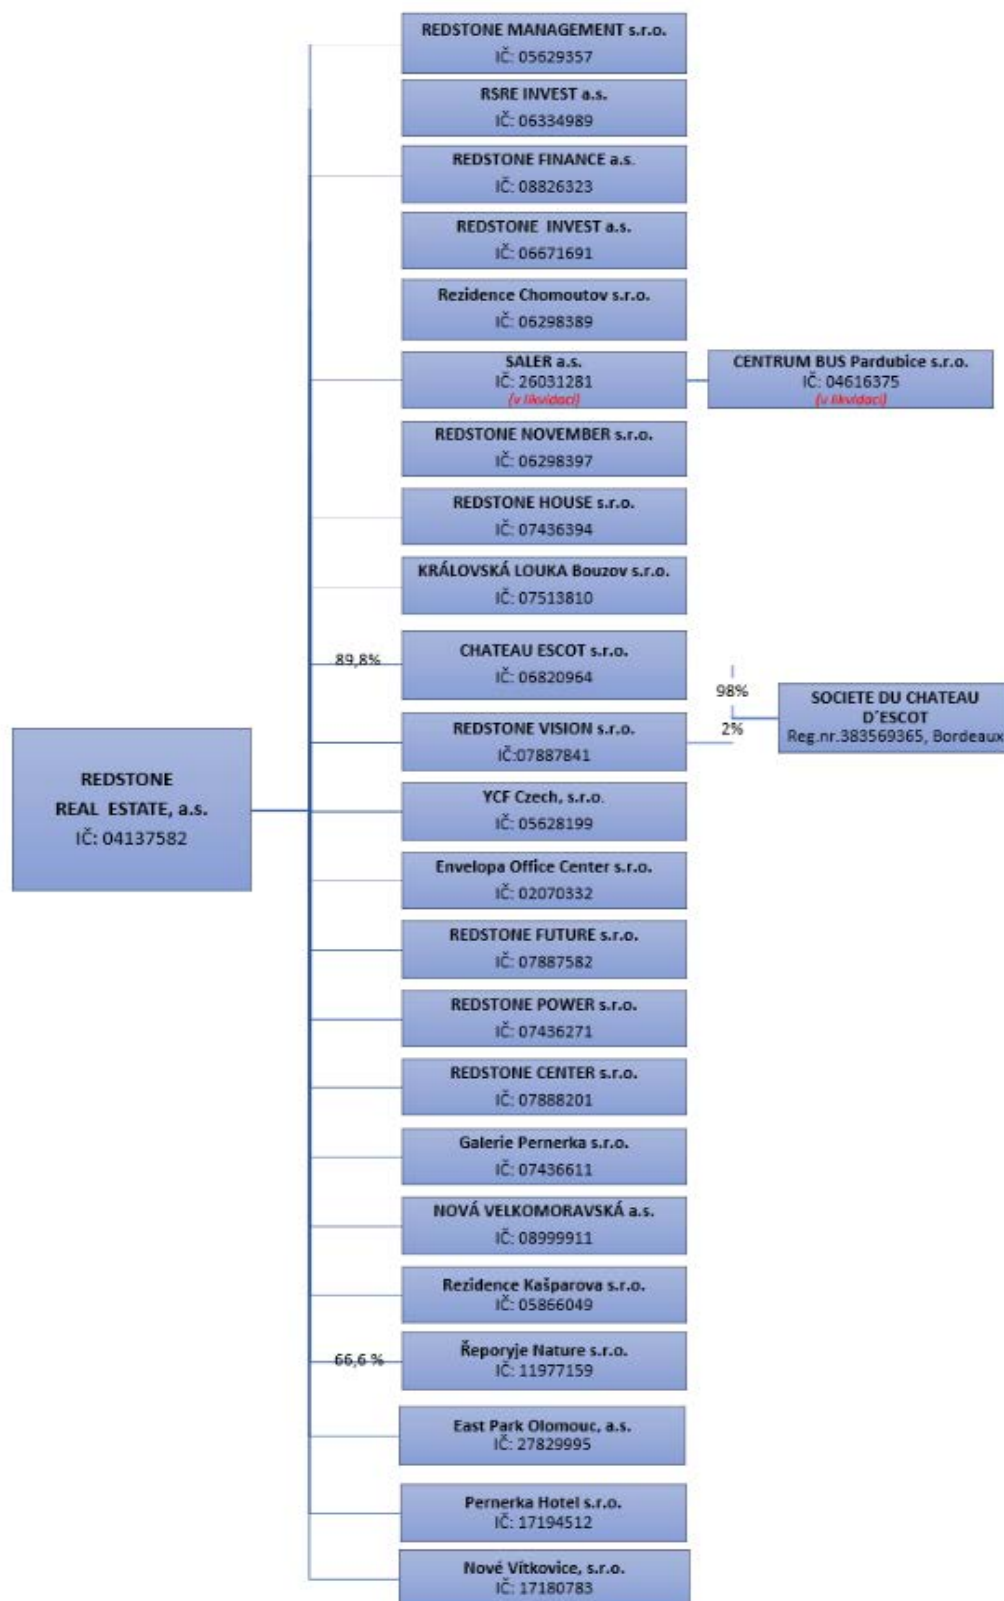 REDSTONE MANAGEMENT s.r.o.
IČ: 05629357
RSRE INVEST a.s.
IČ: 06334989
REDSTONE FINANCE a.s.
IČ: 08826323
REDSTONE INVEST a.s.
IČ: 06671691
Rezidence Chomoutov s.r.o.
IČ: 06298389
SALER a.s.
IČ: 26031281
(v likvidaci)
CENTRUM BUS Pardubice s.r.o.
IČ: 04616375
(v likvidaci)
REDSTONE NOVEMBER s.r.o.
IČ: 06298397
REDSTONE HOUSE s.r.o.
IČ: 07436394
KRÁLOVSKÁ LOUKA Bouzov s.r.o.
IČ: 07513810
89,8%
CHATEAU ESCOT s.r.o.
IČ: 06820964
98%
2%
SOCIETE DU CHATEAU
D´ESCOT
Reg.nr.383569365, Bordeaux
REDSTONE VISION s.r.o.
IČ:07887841
REDSTONE
REAL ESTATE, a.s.
IČ: 04137582
YCF Czech, s.r.o.
IČ: 05628199
Envelopa Office Center s.r.o.
IČ: 02070332
REDSTONE FUTURE s.r.o.
IČ: 07887582
REDSTONE POWER s.r.o.
IČ: 07436271
REDSTONE CENTER s.r.o.
IČ: 07888201
Galerie Pernerka s.r.o.
IČ: 07436611
NOVÁ VELKOMORAVSKÁ a.s.
IČ: 08999911
Rezidence Kašparova s.r.o.
IČ: 05866049
66,6 %
Řeporyje Nature s.r.o.
IČ: 11977159
East Park Olomouc, a.s.
IČ: 27829995
Pernerka Hotel s.r.o.
IČ: 17194512
Nové Vítkovice, s.r.o.
IČ: 17180783